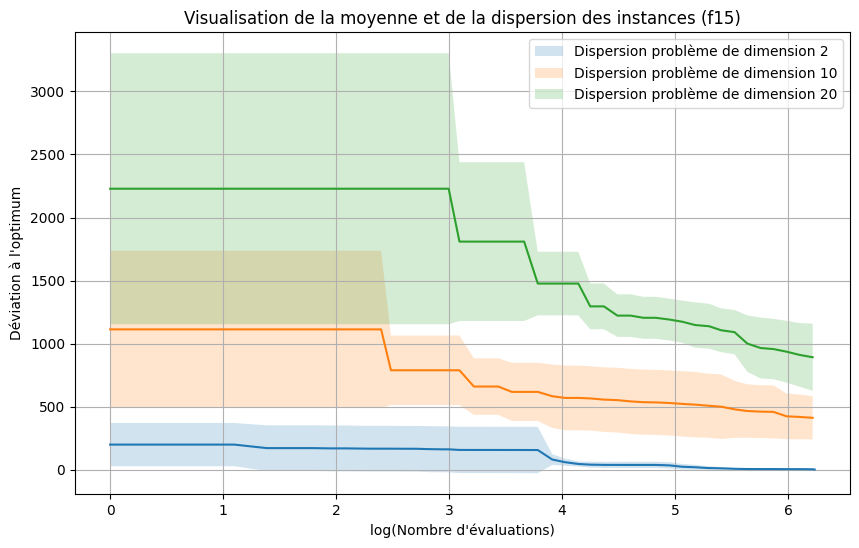 Visualisation de la moyenne et de la dispersion des instances (f15)
Dispersion problème de dimension 2
Dispersion problème de dimension 10
Dispersion problème de dimension 20
Déviation à l'optimum
3000
2500
2000
1500
1000
500
0
0 1 2 3 4 5 6
log(Nombre d'évaluations)